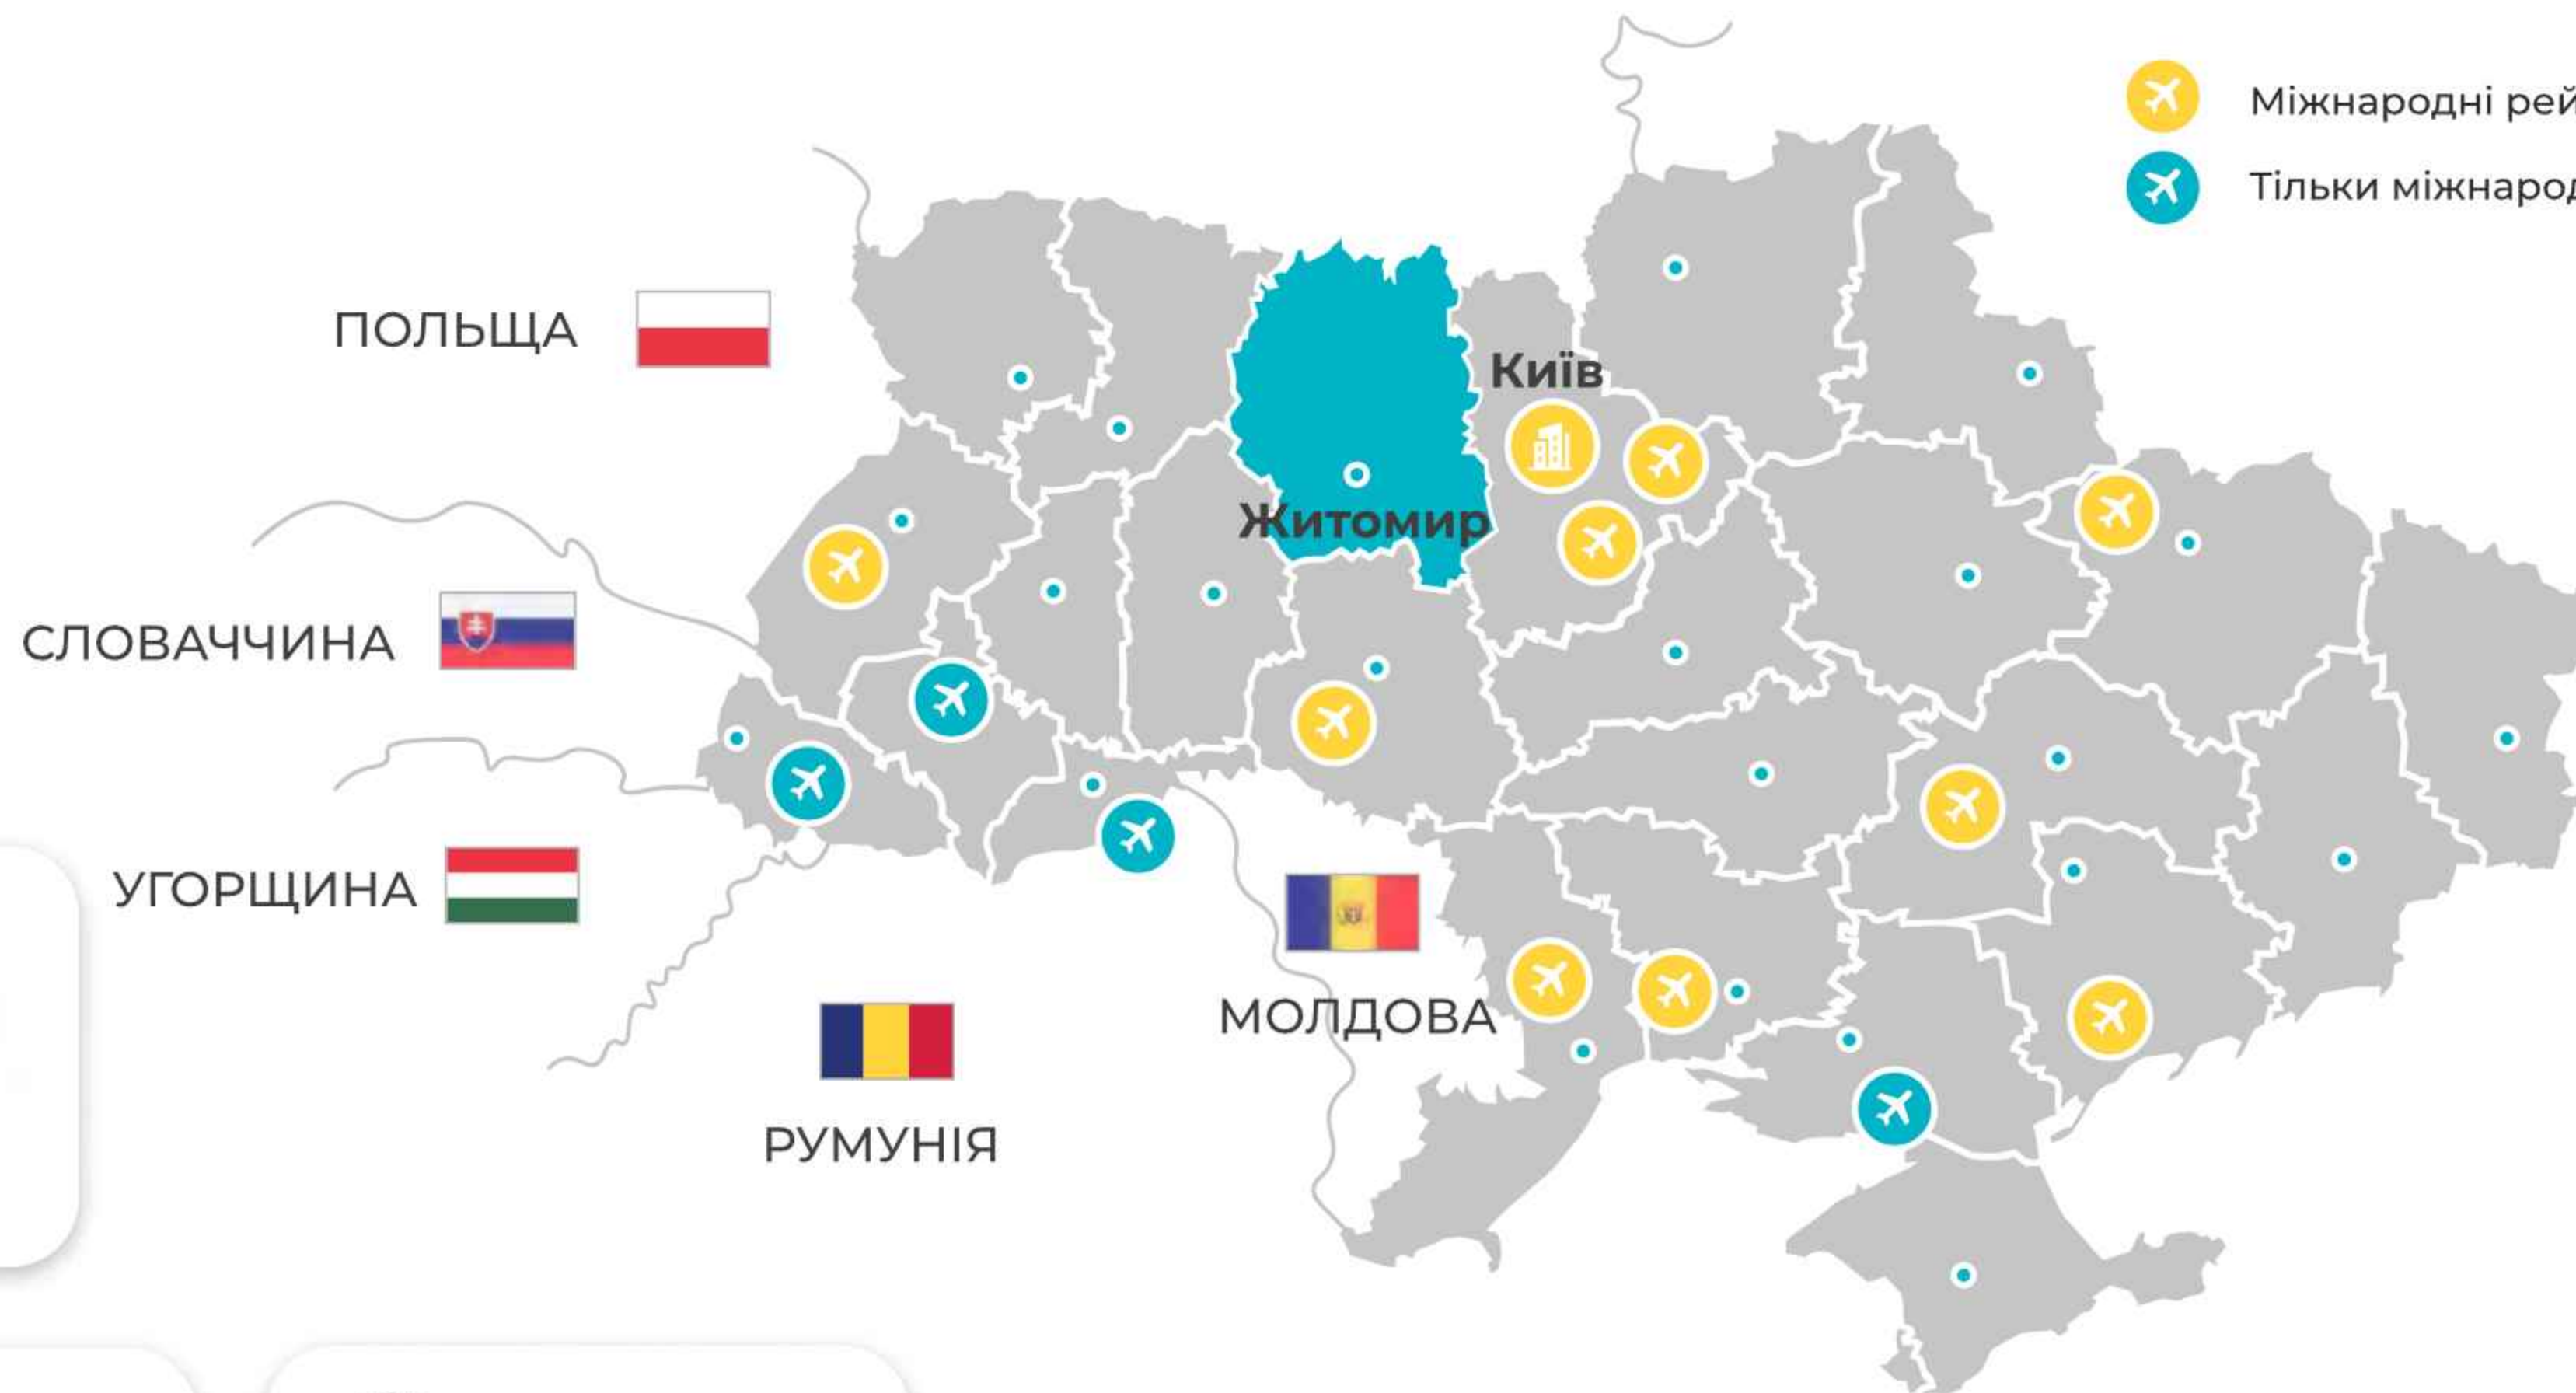 Міжнародні рей
Тільки міжнарод
ПОЛЬЩА
Київ
Житомир
СЛОВАЧЧИНА
УГОРЩИНА
МОЛДОВА
РУМУНІЯ